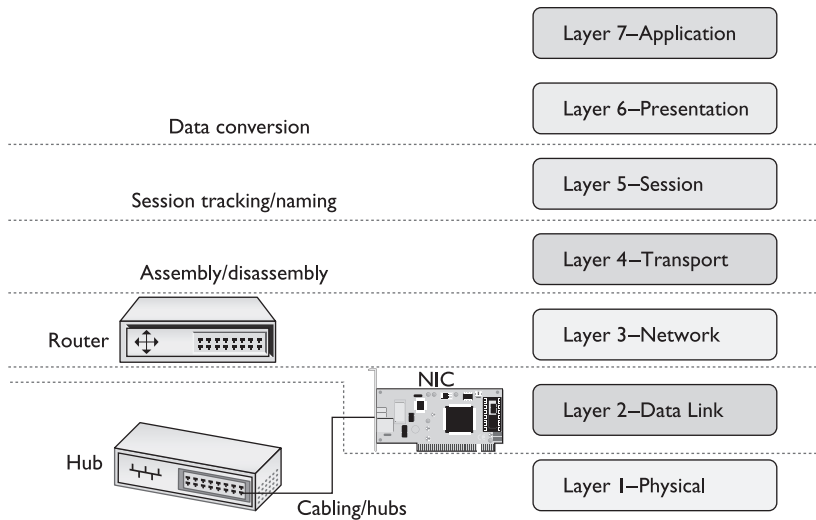 Layer 7–Application
Layer 6–Presentation
Data conversion
Layer 5–Session
Session tracking/naming
Layer 4–Transport
Assembly/disassembly
Router
Layer 3–Network
NIC
Layer 2–Data Link
Hub
Layer 1–Physical
Cabling/hubs